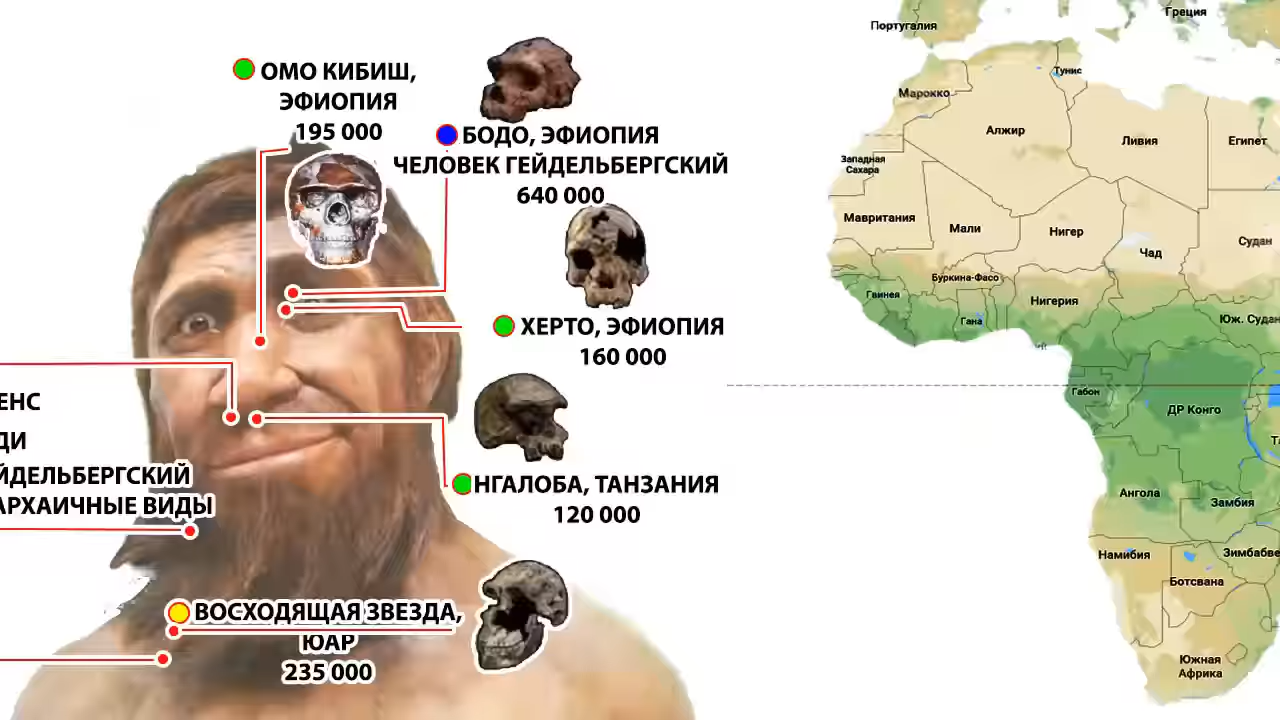 ОМО КИБИШ,
ЭФИОПИЯ
195 000
БОДО, ЭФИОПИЯ
ЧЕЛОВЕК ГЕЙДЕЛЬБЕРГСКИЙ
640 000
ХЕРТО, ЭФИОПИЯ
160 000
ЕНС
ДИ
ЙДЕЛЬБЕРГСКИЙ
АРХАИЧНЫЕ ВИДЫ
НГАЛОБА, ТАНЗАНИЯ
120 000
ВОСХОДЯЩАЯ ЗВЕЗДА,
ЮАР
235 000
Португалия
Греция
Тунис
Марокко
Алжир
Ливия
Египет
Западная
Сахара
Мавритания
Мали
Нигер
Чад
Судан
Буркина-Фасо
Гвинея
Гана
Нигерия
Юж. Судан
Габон
ДР Конго
Та
Ангола
Замбия
Намибия
Зимбабве
Ботсвана
Южная
Африка